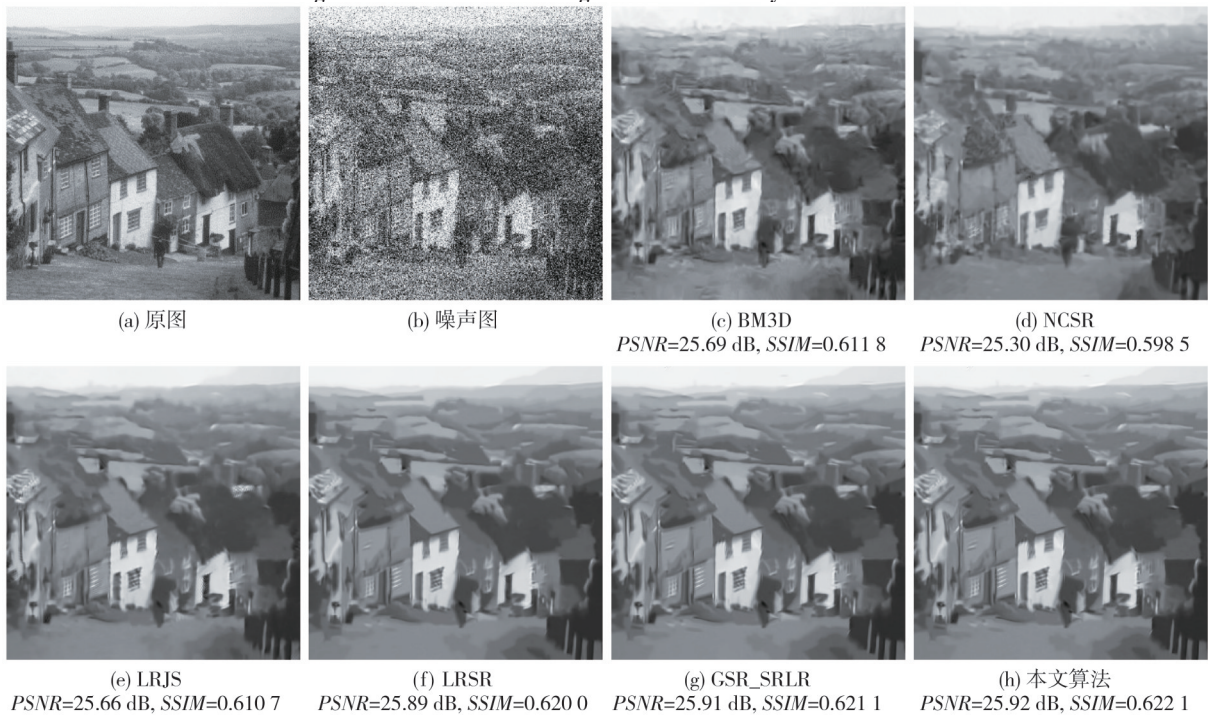 (a) 原图
(b) 噪声图
(c) BM3D
PSNR=25.69 dB, SSIM=0.611 8
(d) NCSR
PSNR=25.30 dB, SSIM=0.598 5
(e) LRJS
PSNR=25.66 dB, SSIM=0.610 7
(f) LRSR
PSNR=25.89 dB, SSIM=0.620 0
(g) GSR_SRLR
PSNR=25.91 dB, SSIM=0.621 1
(h) 本文算法
PSNR=25.92 dB, SSIM=0.622 1